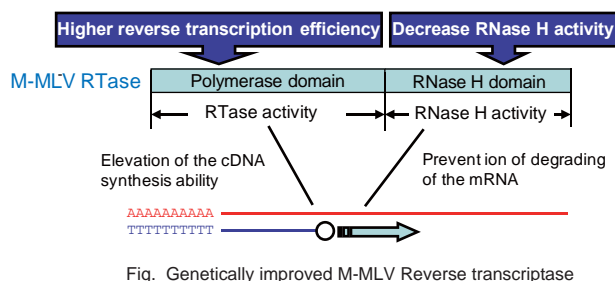 Higher reverse transcription efficiency
Decrease RNase H activity
M-MLV RTase
Polymerase domain
RNase H domain
RTase activity
RNase H activity
Elevation of the cDNA
synthesis ability
Prevent ion of degrading
of the mRNA
AAAAAAAAAA
TTTTTTTTTT
Fig. Genetically improved M-MLV Reverse transcriptase